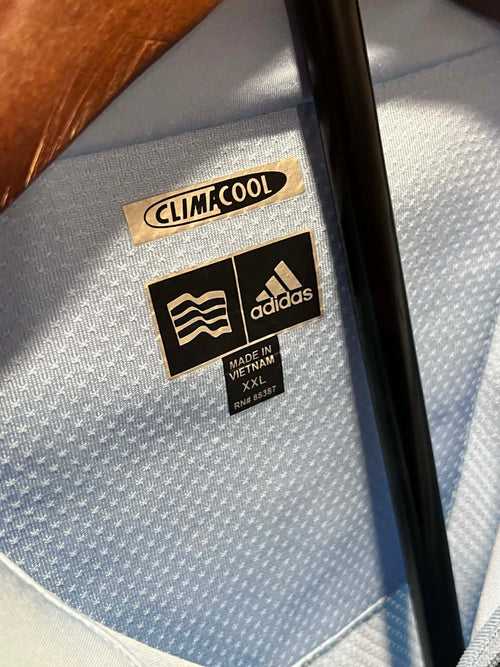 CLIMACOOL
adidas
MADE IN
VIETNAM
XXL
RN# 88387